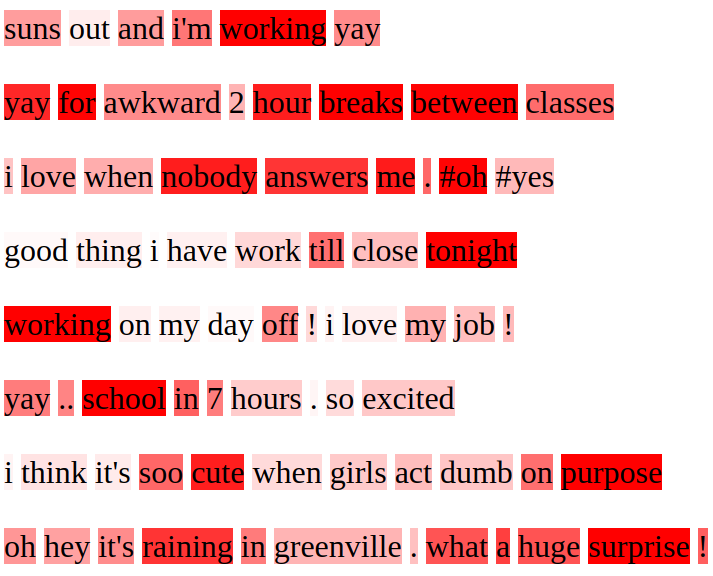 suns out and i'm working yay
yay for awkward 2 hour breaks between classes
i love when nobody answers me . #oh #yes
good thing i have work till close tonight
working on my day off ! i love my job !
yay .. school in 7 hours . so excited
i think it's soo cute when girls act dumb on purpose
oh hey it's raining in greenville . what a huge surprise !